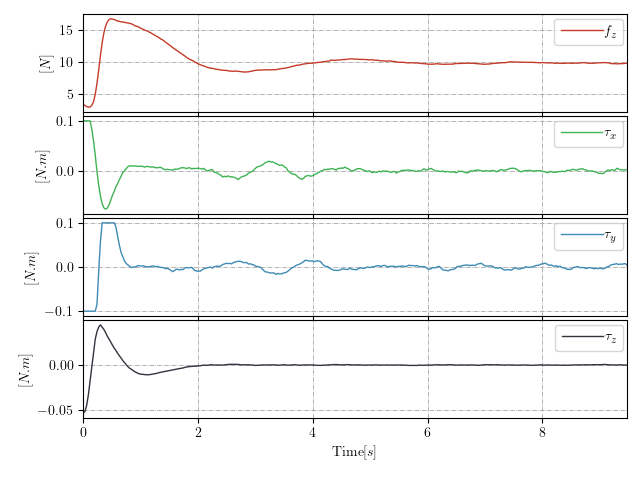 15
10
5
[N]
f_z
0.1
0.0
[N.m]
τ_x
0.1
0.0
−0.1
[N.m]
τ_y
0.00
−0.05
[N.m]
τ_z
0 2 4 6 8
Time[s]